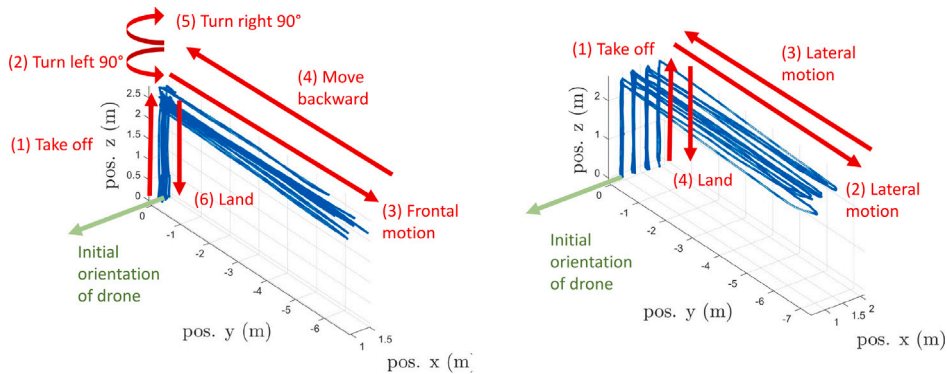 (5) Turn right 90°
(2) Turn left 90°
(4) Move
backward
(1) Take off
(6) Land
(3) Frontal
motion
Initial
orientation
of drone
pos. z (m)
2.5
2
1.5
1
0.5
0
0
-1
-2
-3
-4
-5
-6
1
1.5
pos. y (m)
pos. x (m)
(1) Take off
(3) Lateral
motion
(2) Lateral
motion
(4) Land
Initial
orientation
of drone
pos. z (m)
2
1
0
0
-1
-2
-3
-4
-5
-6
-7
1
1.5
2
pos. y (m)
pos. x (m)